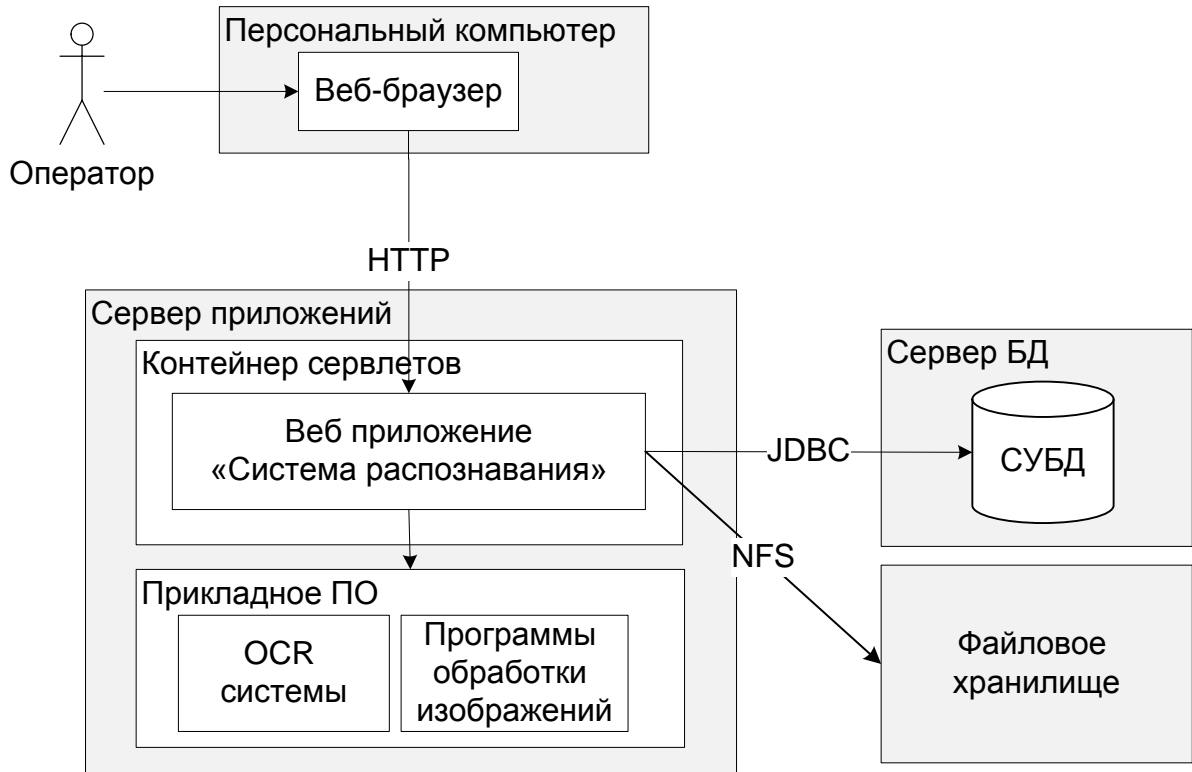 Персональный компьютер
Веб-браузер
Оператор
HTTP
Сервер приложений
Контейнер сервлетов
Веб приложение
«Система распознавания»
JDBC
Сервер БД
СУБД
NFS
Прикладное ПО
OCR
системы
Программы
обработки
изображений
Файловое
хранилище